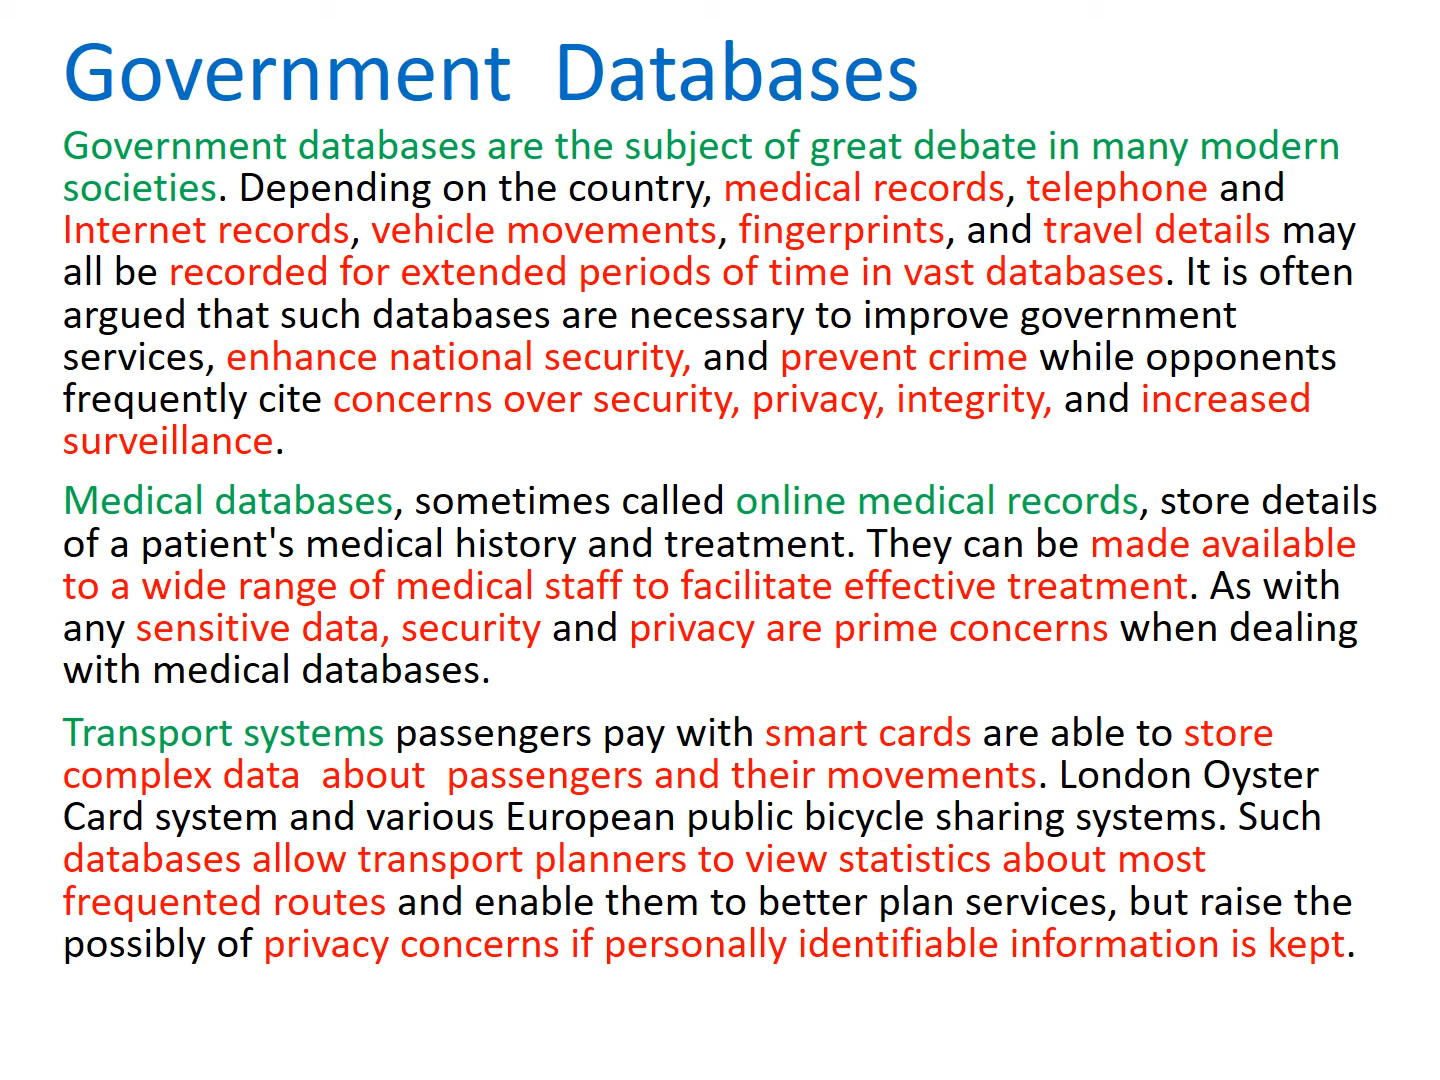 Government  Databases
Government databases are the subject of great debate in many modern
societies. Depending on the country, medical records, telephone and
Internet records, vehicle movements, fingerprints, and travel details may
all be recorded for extended periods of time in vast databases. It is often
argued that such databases are necessary to improve government
services, enhance national security, and prevent crime while opponents
frequently cite concerns over security, privacy, integrity, and increased
surveillance.
Medical databases, sometimes called online medical records, store details
of a patient's medical history and treatment. They can be made available
to a wide range of medical staff to facilitate effective treatment. As with
any sensitive data, security and privacy are prime concerns when dealing
with medical databases.
Transport systems passengers pay with smart cards are able to store
complex data  about  passengers and their movements. London Oyster
Card system and various European public bicycle sharing systems. Such
databases allow transport planners to view statistics about most
frequented routes and enable them to better plan services, but raise the
possibly of privacy concerns if personally identifiable information is kept.